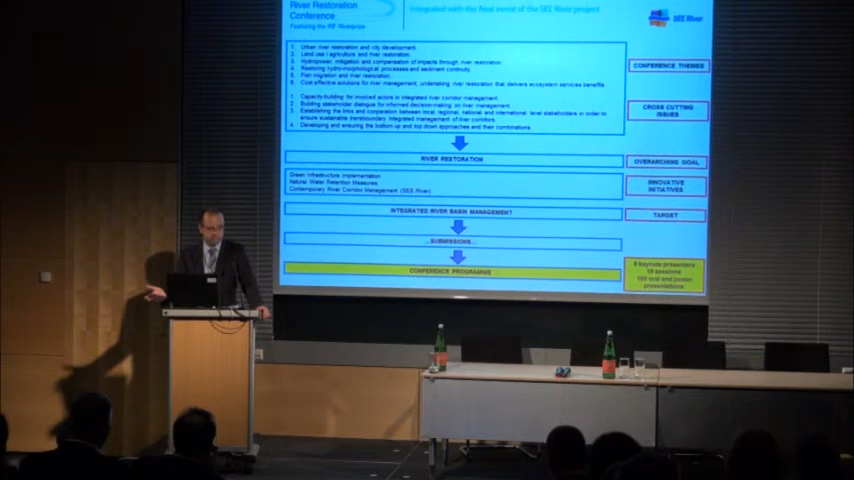 River Restoration
Conference
Featuring the IRF Riverprize
Integrated with the final event of the SEE River project
SEE River
1. Urban river restoration and city development.
2. Land use / agriculture and river restoration.
3. Hydropower, mitigation and compensation of impacts through river restoration.
4. Restoring hydro-morphological processes and sediment continuity.
5. Fish migration and river restoration.
6. Cost effective solutions for river management; undertaking river restoration that delivers ecosystem services benefits.
CONFERENCE THEMES
1. Capacity-building for involved actors in integrated river corridor management.
2. Building stakeholder dialogue for informed decision-making on river management.
3. Establishing the links and cooperation between local, regional, national and international level stakeholders in order to
ensure sustainable transboundary integrated management of river corridors.
4. Developing and ensuring the bottom up and top down approaches and their combinations.
CROSS CUTTING
ISSUES
RIVER RESTORATION
OVERARCHING GOAL
Green Infrastructure Implementation
Natural Water Retention Measures
Contemporary River Corridor Management (SEE River)
INNOVATIVE
INITIATIVES
INTEGRATED RIVER BASIN MANAGEMENT
TARGET
...SUBMISSIONS...
CONFERENCE PROGRAMME
keynote presenters
sessions
100 oral and poster
presentations